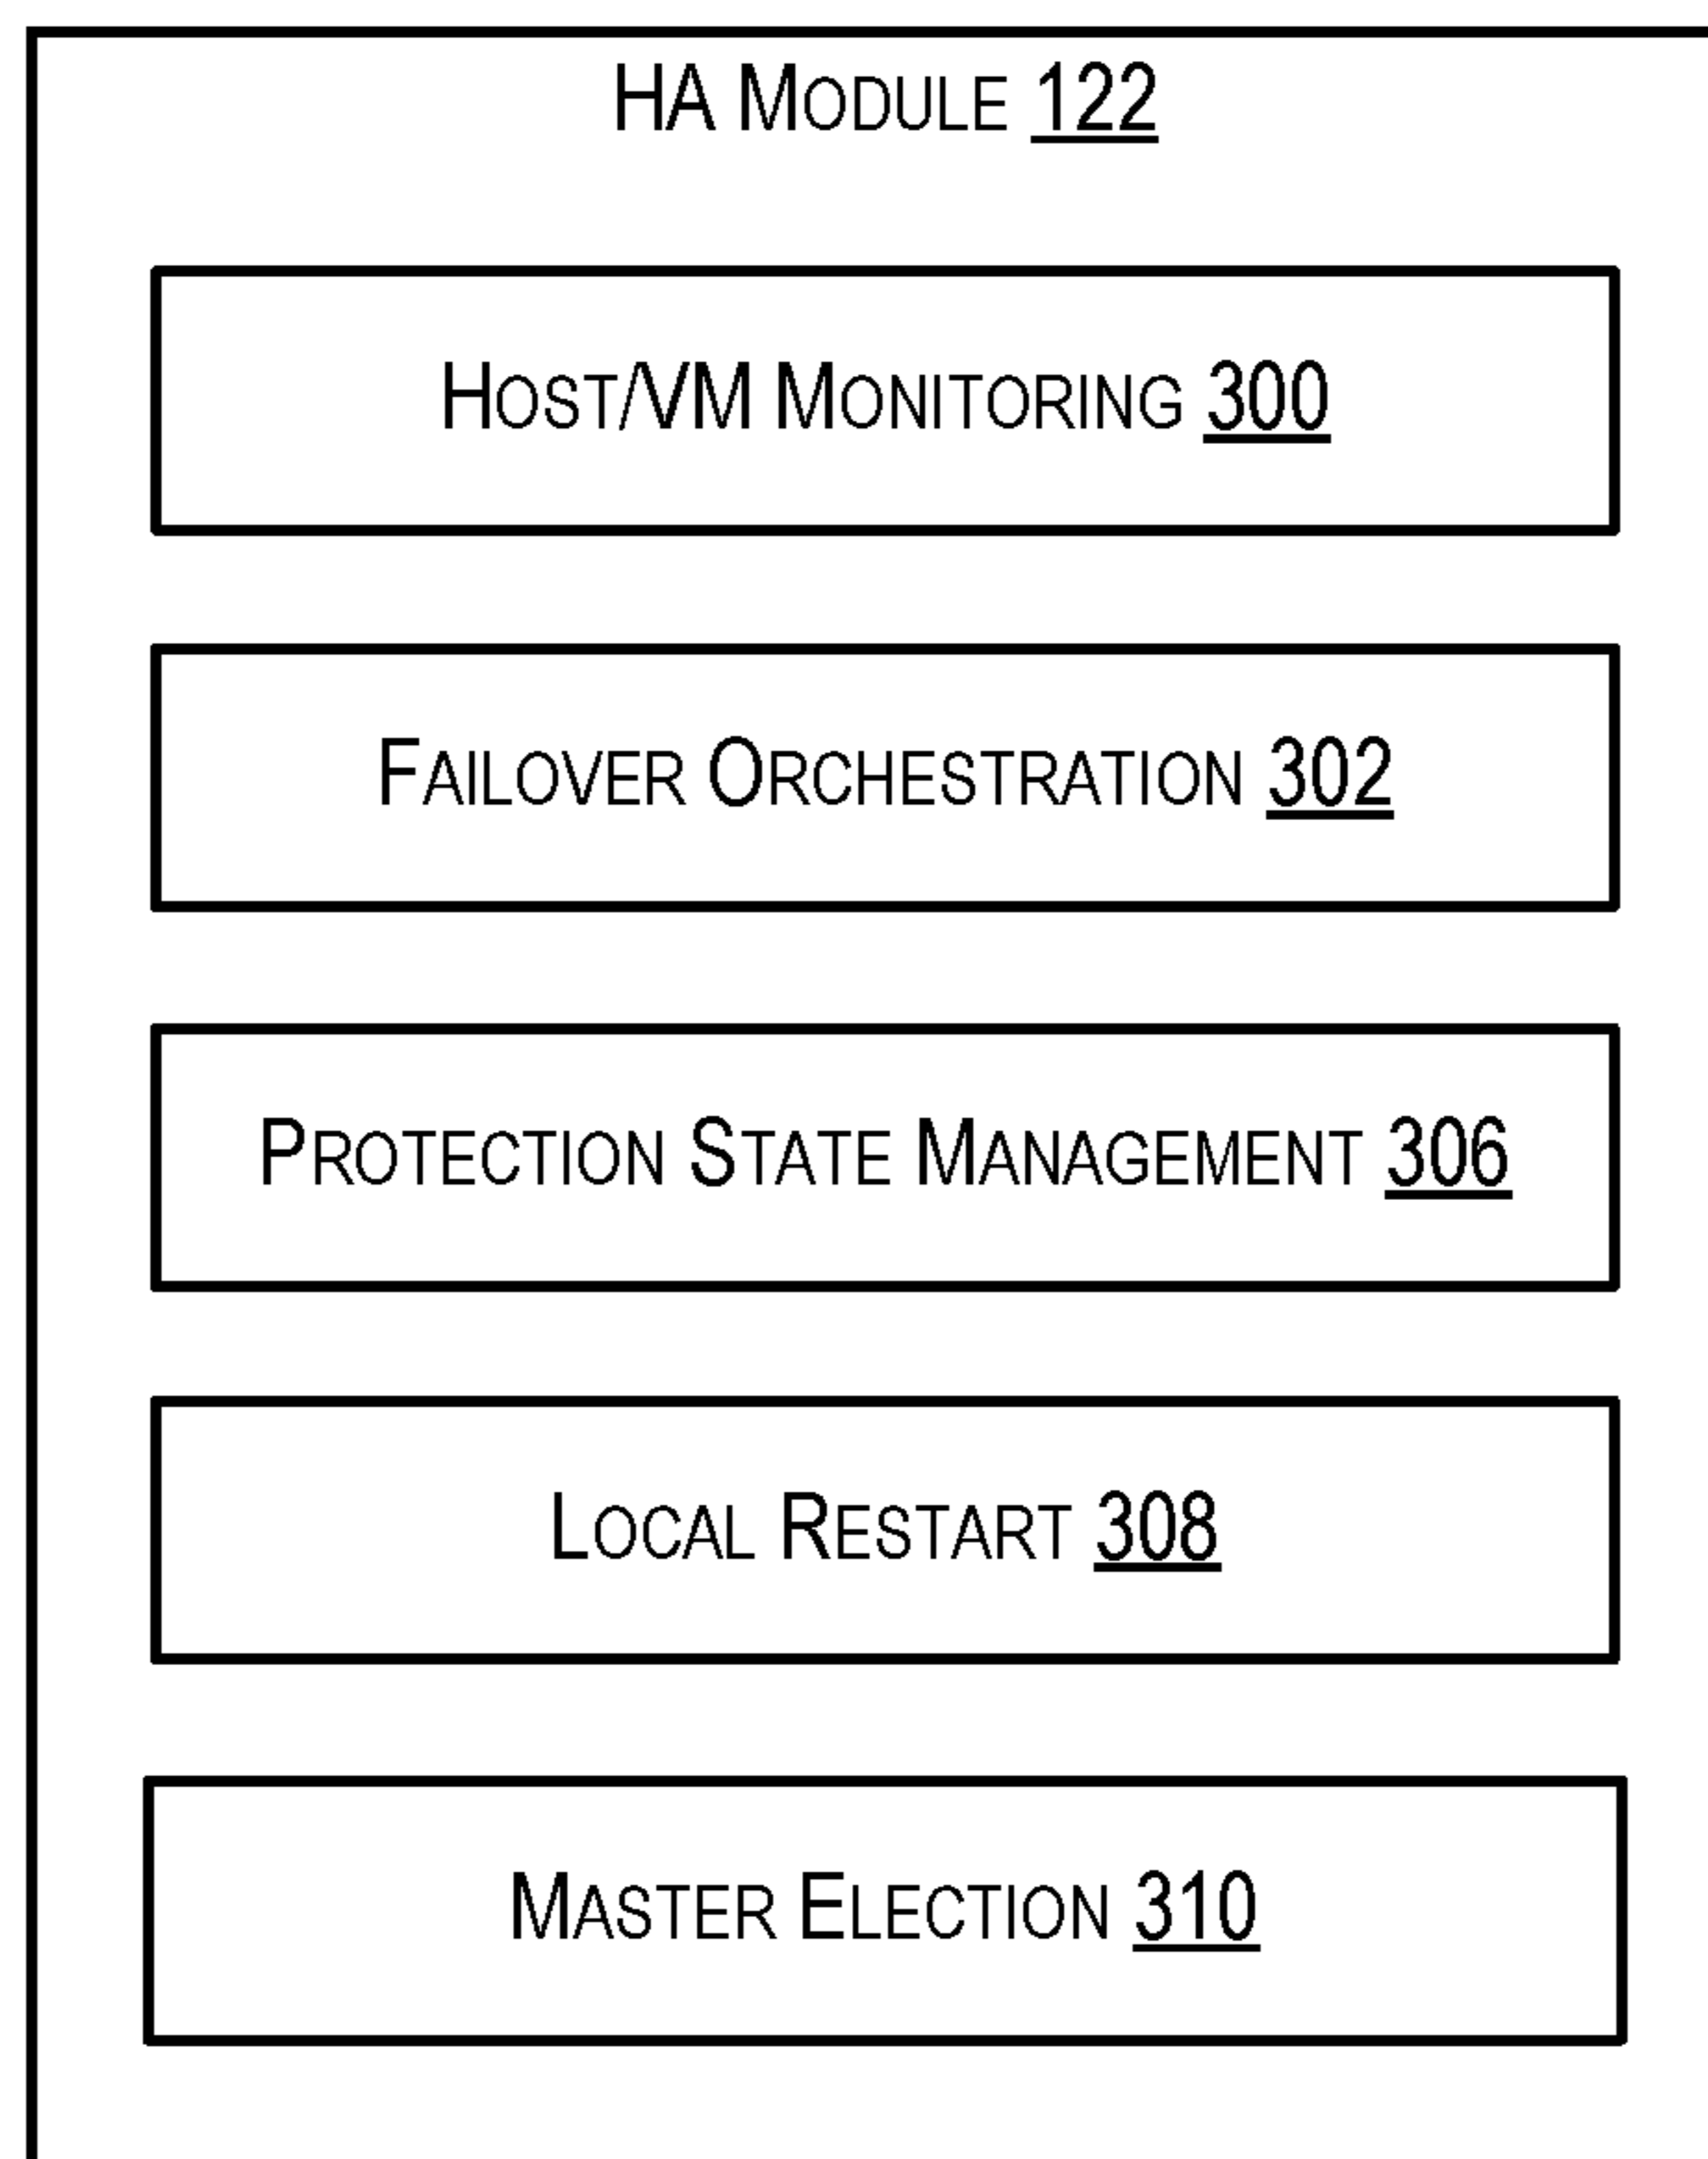 HA MODULE 122
HOST/VM MONITORING 300
FAILOVER ORCHESTRATION 302
PROTECTION STATE MANAGEMENT 306
LOCAL RESTART 308
MASTER ELECTION 310